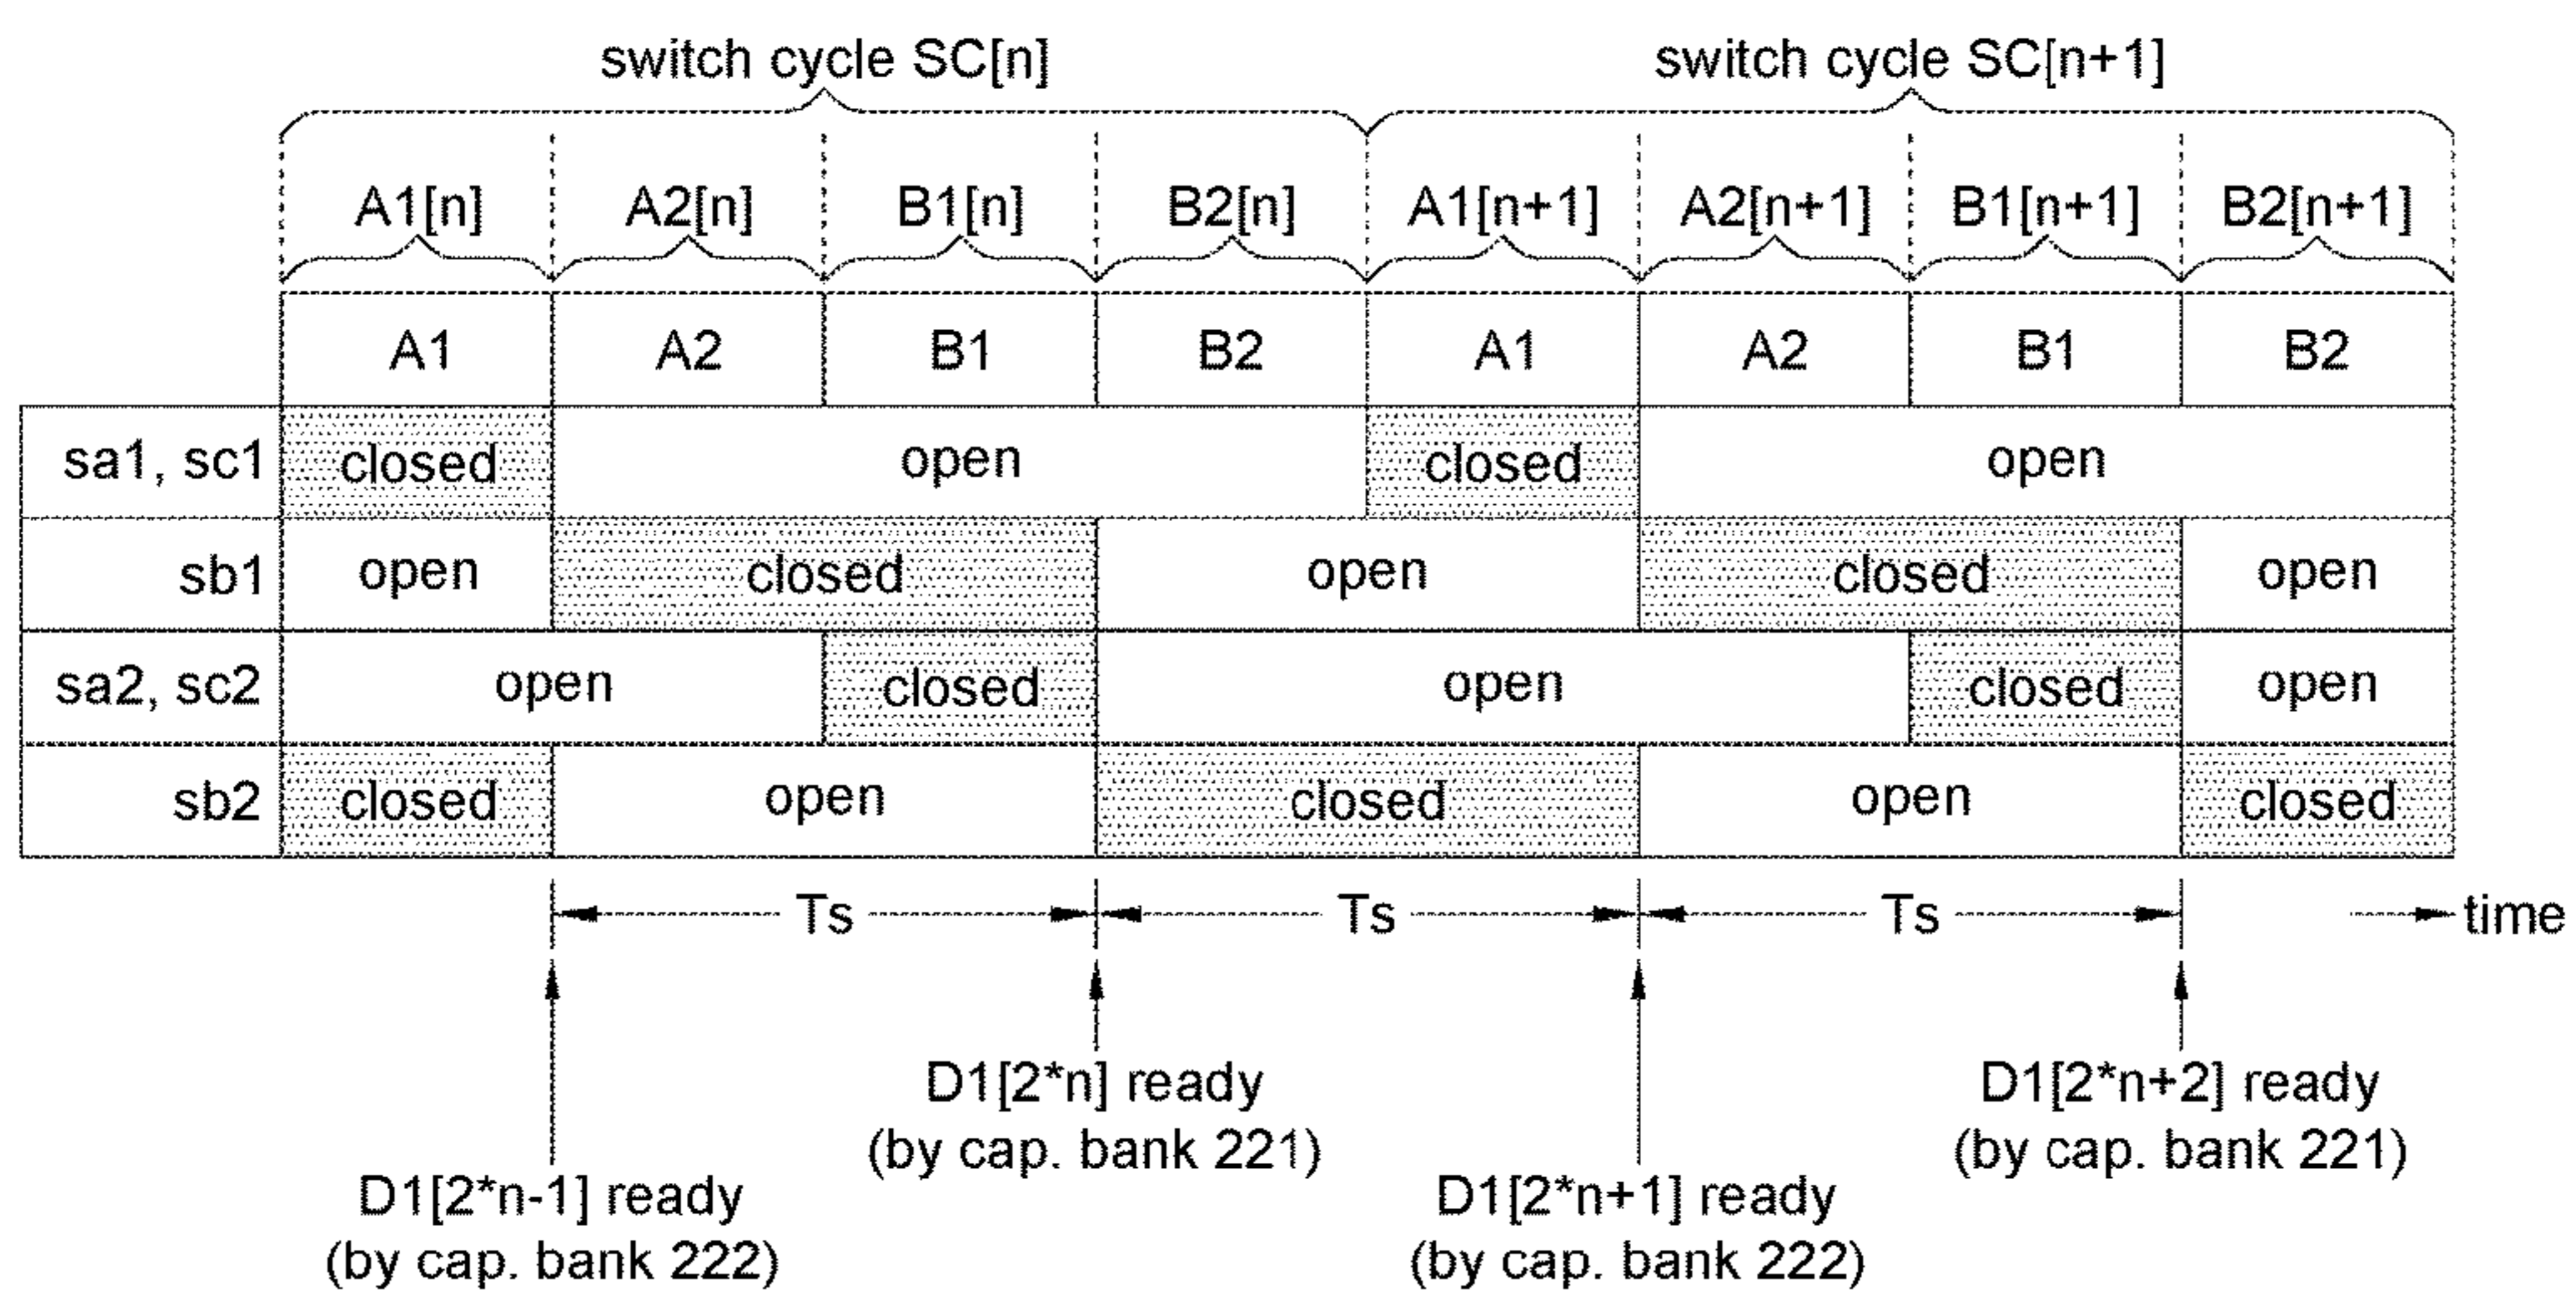 switch cycle SC[n] switch cycle SC[n+1]
A1[n] A2[n] B1[n] B2[n] A1[n+1] A2[n+1] B1[n+1] B2[n+1]
A1 A2 B1 B2 A1 A2 B1 B2
sa1, sc1 closed open closed open
sb1 open closed open closed open
sa2, sc2 open closed open closed open
sb2 closed open closed open closed
Ts Ts Ts time
D1[2*n] ready D1[2*n+2] ready
(by cap. bank 221) (by cap. bank 221)
D1[2*n-1] ready D1[2*n+1] ready
(by cap. bank 222) (by cap. bank 222)